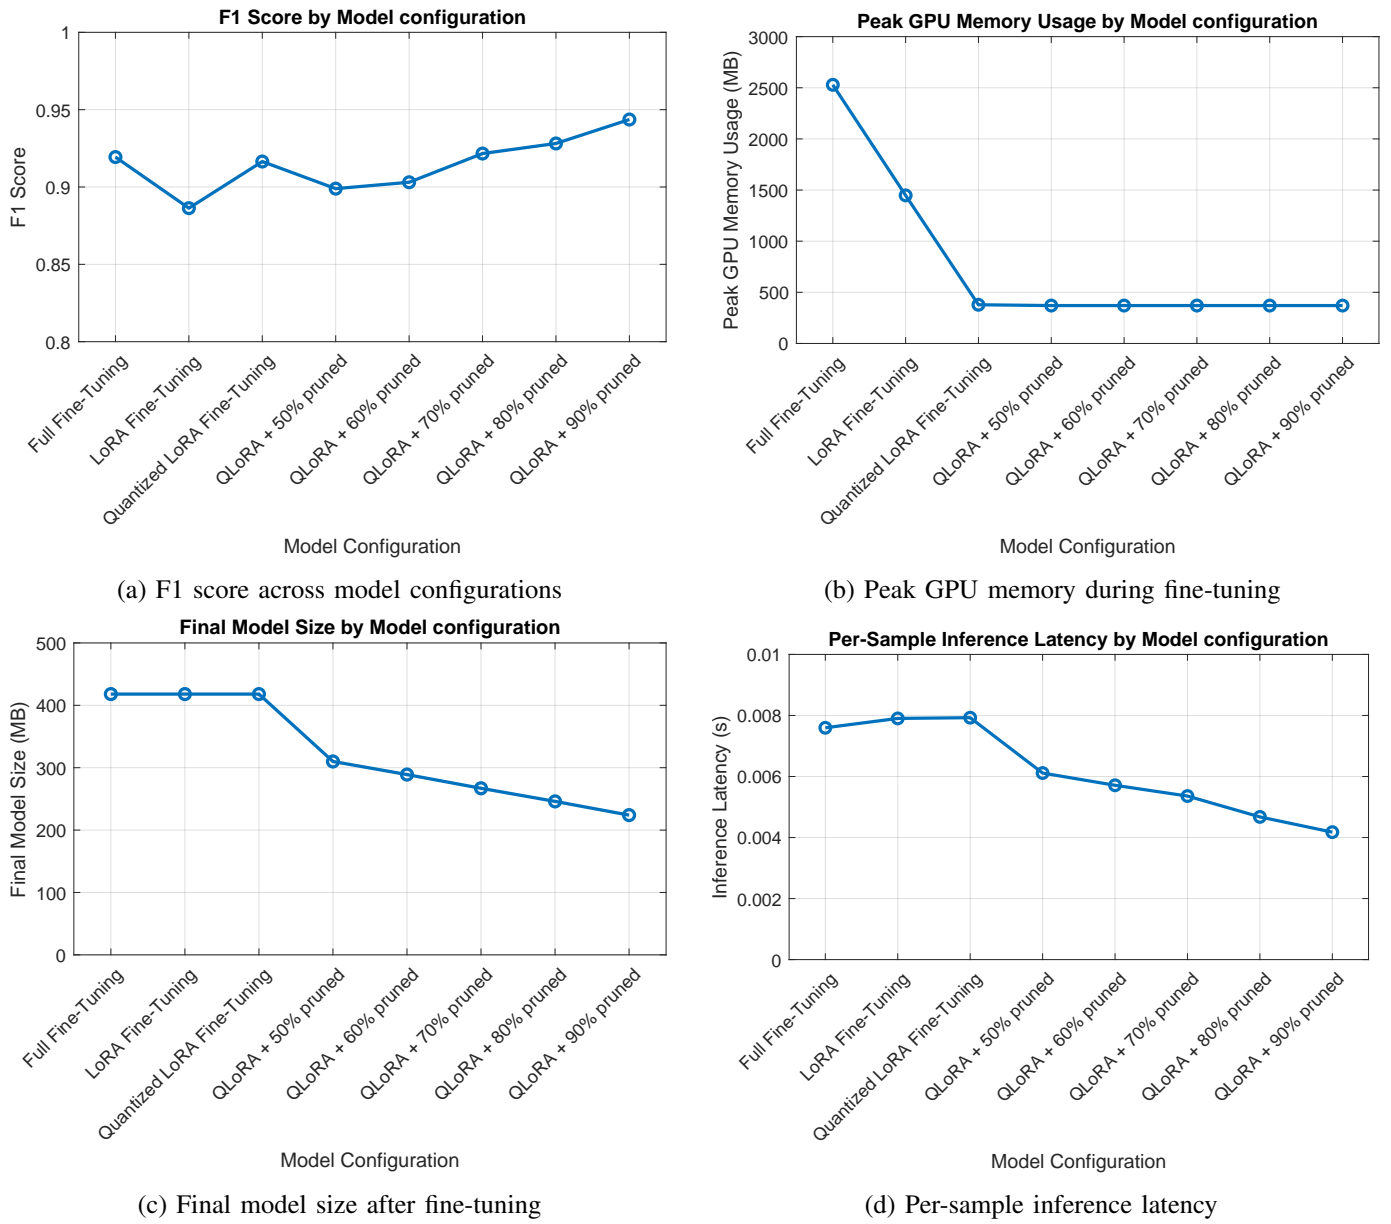 F1 Score by Model configuration
1
0.95
0.9
0.85
0.8
F1 Score
Full Fine-Tuning
LoRA Fine-Tuning
Quantized LoRA Fine-Tuning
QLoRA + 50% pruned
QLoRA + 60% pruned
QLoRA + 70% pruned
QLoRA + 80% pruned
QLoRA + 90% pruned
Model Configuration
(a) F1 score across model configurations
Peak GPU Memory Usage by Model configuration
3000
2500
2000
1500
1000
500
0
Peak GPU Memory Usage (MB)
Full Fine-Tuning
LoRA Fine-Tuning
Quantized LoRA Fine-Tuning
QLoRA + 50% pruned
QLoRA + 60% pruned
QLoRA + 70% pruned
QLoRA + 80% pruned
QLoRA + 90% pruned
Model Configuration
(b) Peak GPU memory during fine-tuning
Final Model Size by Model configuration
500
400
300
200
100
0
Final Model Size (MB)
Full Fine-Tuning
LoRA Fine-Tuning
Quantized LoRA Fine-Tuning
QLoRA + 50% pruned
QLoRA + 60% pruned
QLoRA + 70% pruned
QLoRA + 80% pruned
QLoRA + 90% pruned
Model Configuration
(c) Final model size after fine-tuning
Per-Sample Inference Latency by Model configuration
0.01
0.008
0.006
0.004
0.002
0
Inference Latency (s)
Full Fine-Tuning
LoRA Fine-Tuning
Quantized LoRA Fine-Tuning
QLoRA + 50% pruned
QLoRA + 60% pruned
QLoRA + 70% pruned
QLoRA + 80% pruned
QLoRA + 90% pruned
Model Configuration
(d) Per-sample inference latency